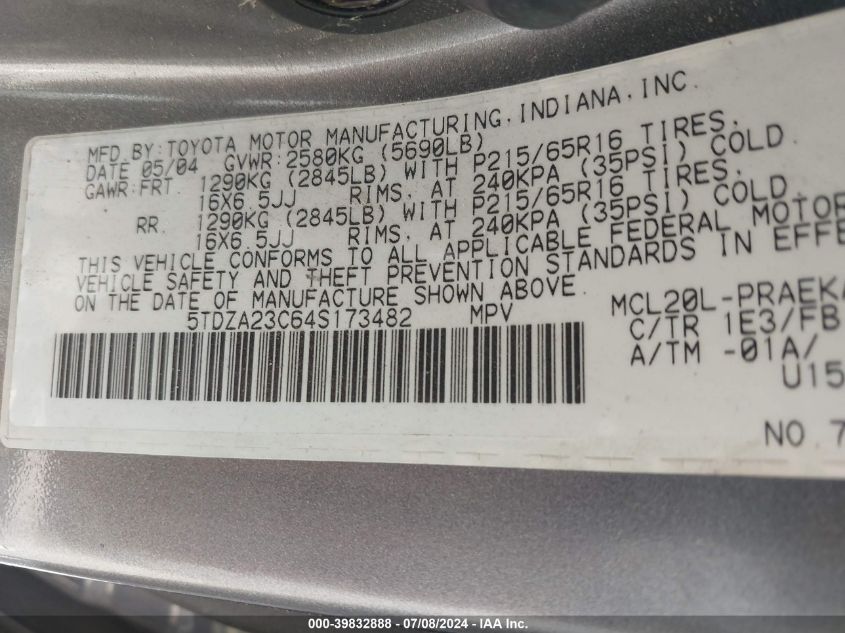 MFD.BY:TOYOTA MOTOR MANUFACTURING,INDIANA,INC.
DATE 05/04 GVWR:2580KG (5690LB)
GAWR:FRT. 1290KG (2845LB) WITH P215/65R16 TIRES,
16X6.5JJ RIMS, AT 240KPA (35PSI) COLD
RR. 1290KG (2845LB) WITH P215/65R16 TIRES,
16X6.5JJ RIMS, AT 240KPA (35PSI) COLD
THIS VEHICLE CONFORMS TO ALL APPLICABLE FEDERAL MOTOR
VEHICLE SAFETY AND THEFT PREVENTION STANDARDS IN EFFE
ON THE DATE OF MANUFACTURE SHOWN ABOVE.
5TDZA23C64S173482 MPV
MCL20L-PRAEKA
C/TR 1E3/FB
A/TM -01A/
U15
NO.7
000-39832888 - 07/08/2024 - IAA Inc.